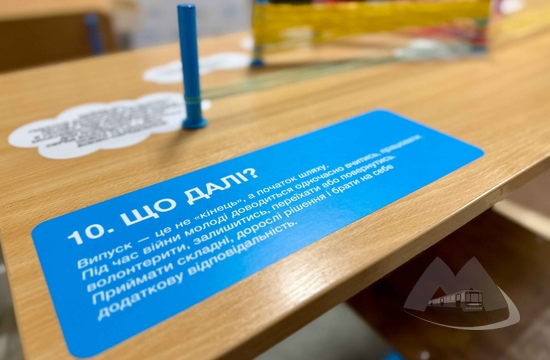 10. ЩО ДАЛІ?
Випуск — це не «кінець», а початок шляху.
Під час війни молоді доводиться одночасно вчитись, працювати
волонтерити, залишитись, переїхати або повернутись.
Приймати складні, дорослі рішення і брати на себе
додаткову відповідальність.